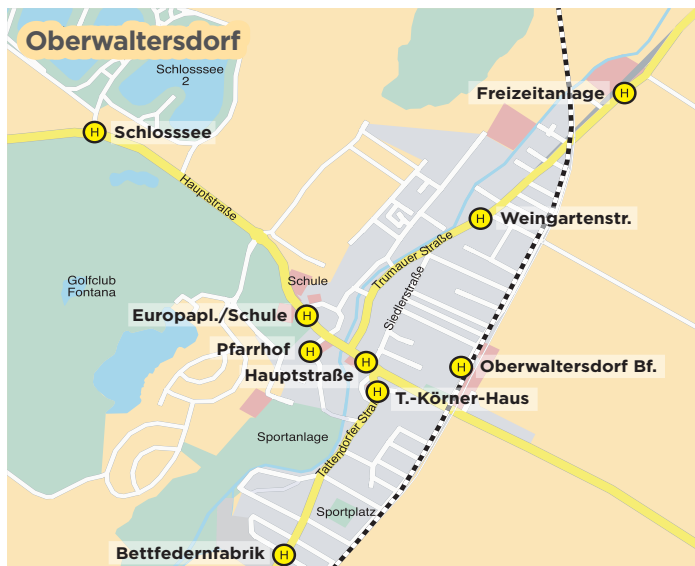 Oberwaltersdorf
Schlosssee
2
Freizeitanlage
H
H
Schlosssee
Hauptstraße
H
Weingartenstr.
Trumauer Straße
Golfclub
Fontana
Schule
Siedlerstraße
Europapl./Schule
H
Pfarrhof
H
Hauptstraße
H
H
Oberwaltersdorf Bf.
H
T.-Körner-Haus
Sportanlage
Tattendorfer Stra
Sportplatz
Bettfedernfabrik
H